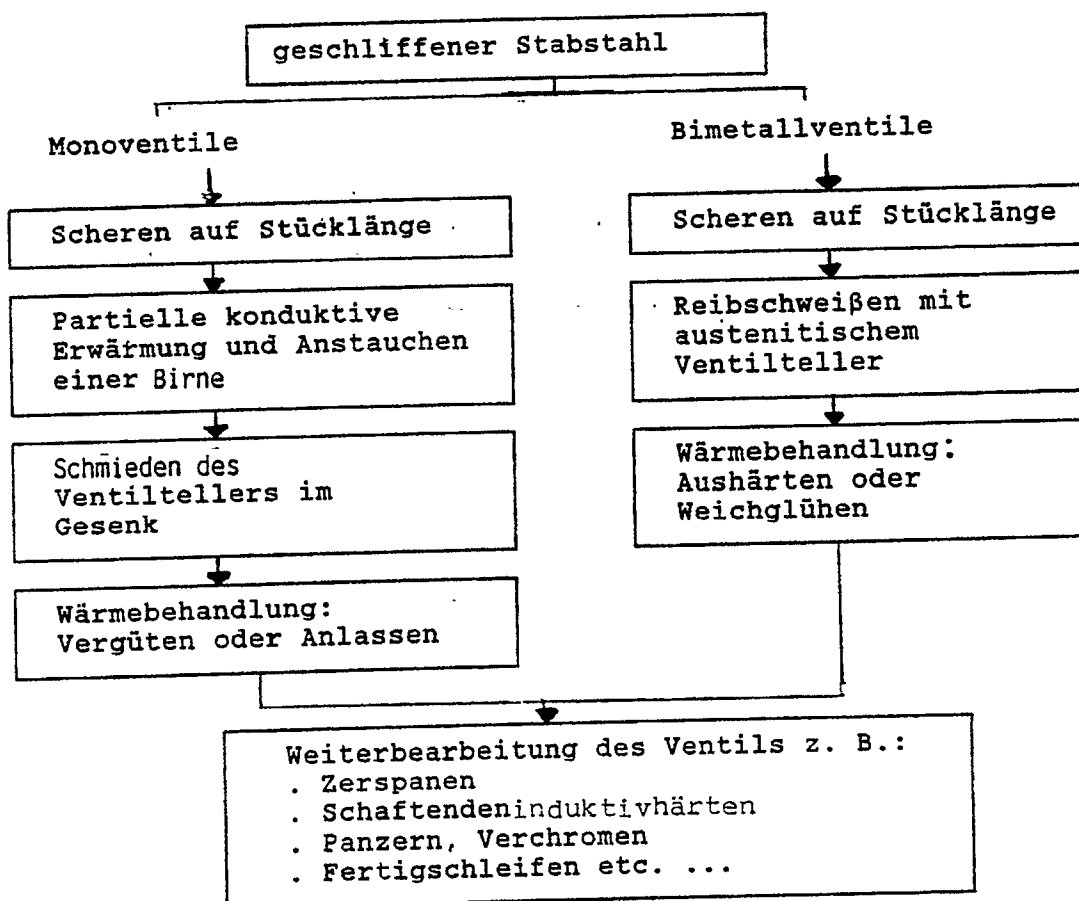 geschliffener Stabstahl
Monoventile
Scheren auf Stücklänge
Partielle konduktive
Erwärmung und Anstauchen
einer Birne
Schmieden des
Ventiltellers im
Gesenk
Wärmebehandlung:
Vergüten oder Anlassen
Bimetallventile
Scheren auf Stücklänge
Reibschweißen mit
austenitischem
Ventilteller
Wärmebehandlung:
Aushärten oder
Weichglühen
Weiterbearbeitung des Ventils z. B.:
. Zerspanen
. Schaftendeninduktivhärten
. Panzern, Verchromen
. Fertigschleifen etc. ...